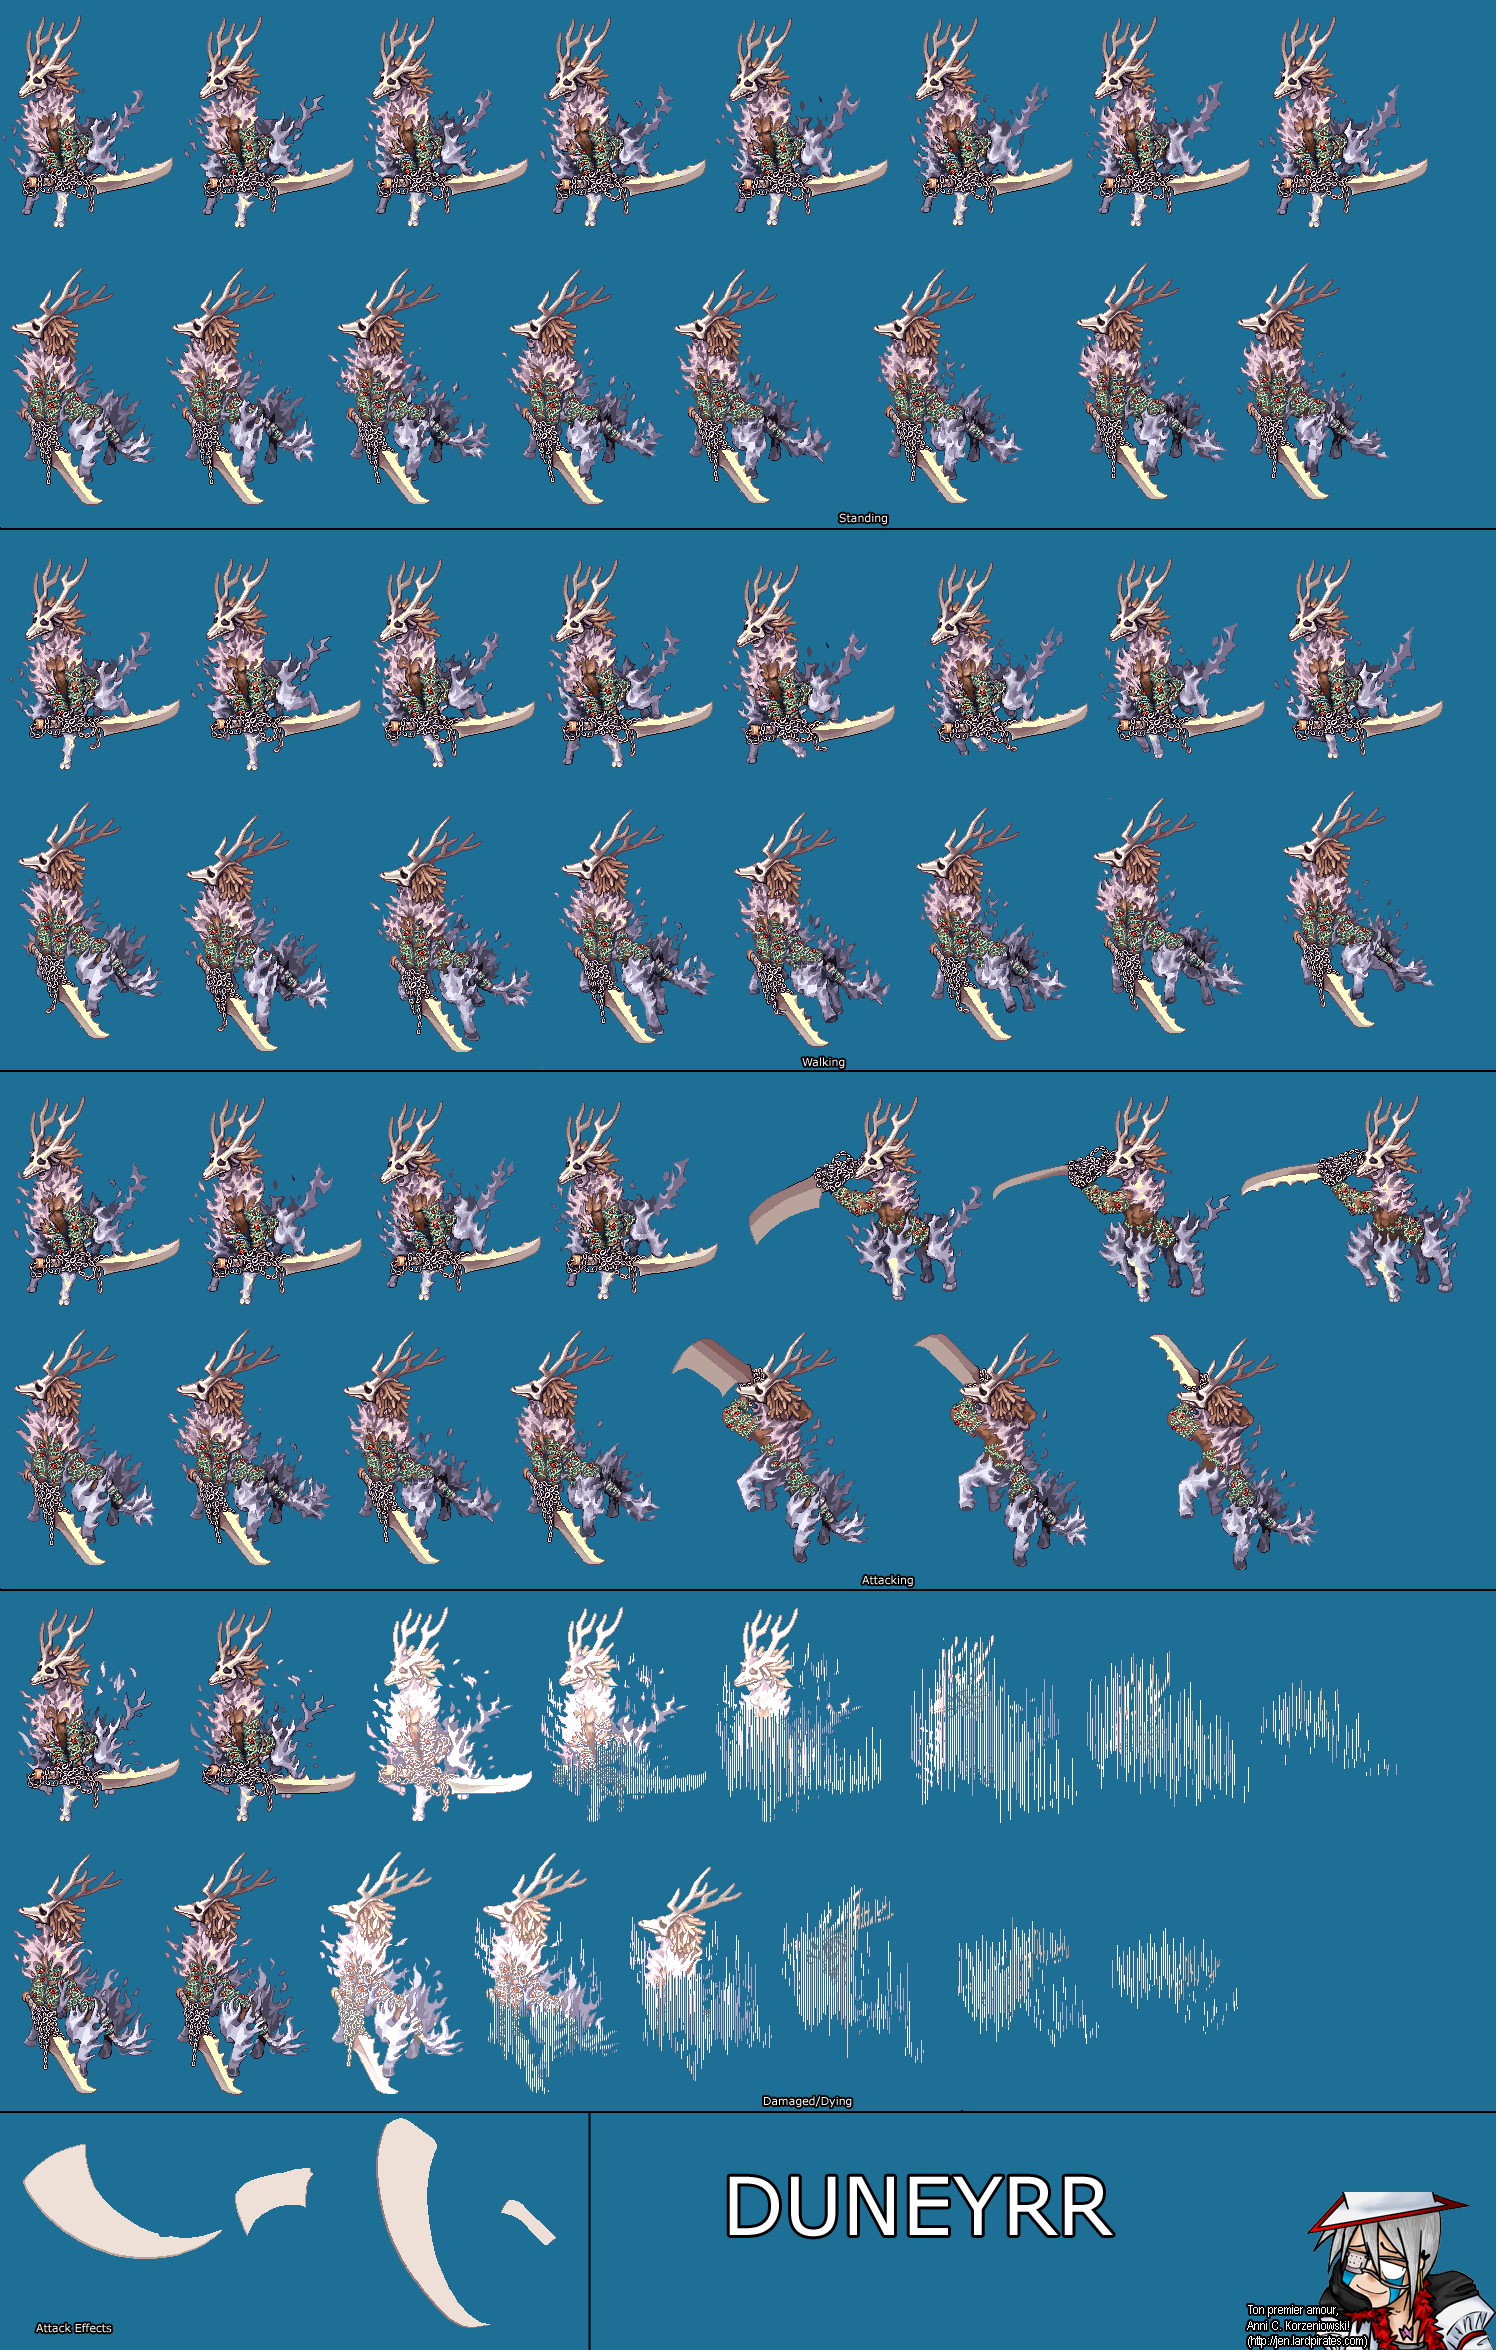 Standing
Walking
Attacking
Damaged/Dying
Attack Effects
DUNEYRR
Ton premier amour,
Anni C. Korzeniowski!
(http://jen.lardpirates.com)